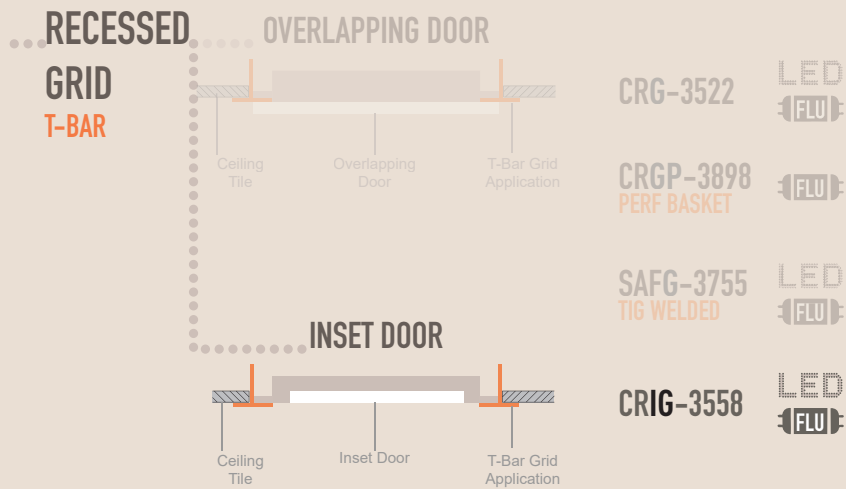 RECESSED
GRID
T-BAR
OVERLAPPING DOOR
Ceiling
Tile
Overlapping
Door
T-Bar Grid
Application
CRG-3522
LED
FLU
CRGP-3898
PERF BASKET
FLU
SAFG-3755
TIG WELDED
LED
FLU
INSET DOOR
Ceiling
Tile
Inset Door
T-Bar Grid
Application
CRIG-3558
LED
FLU